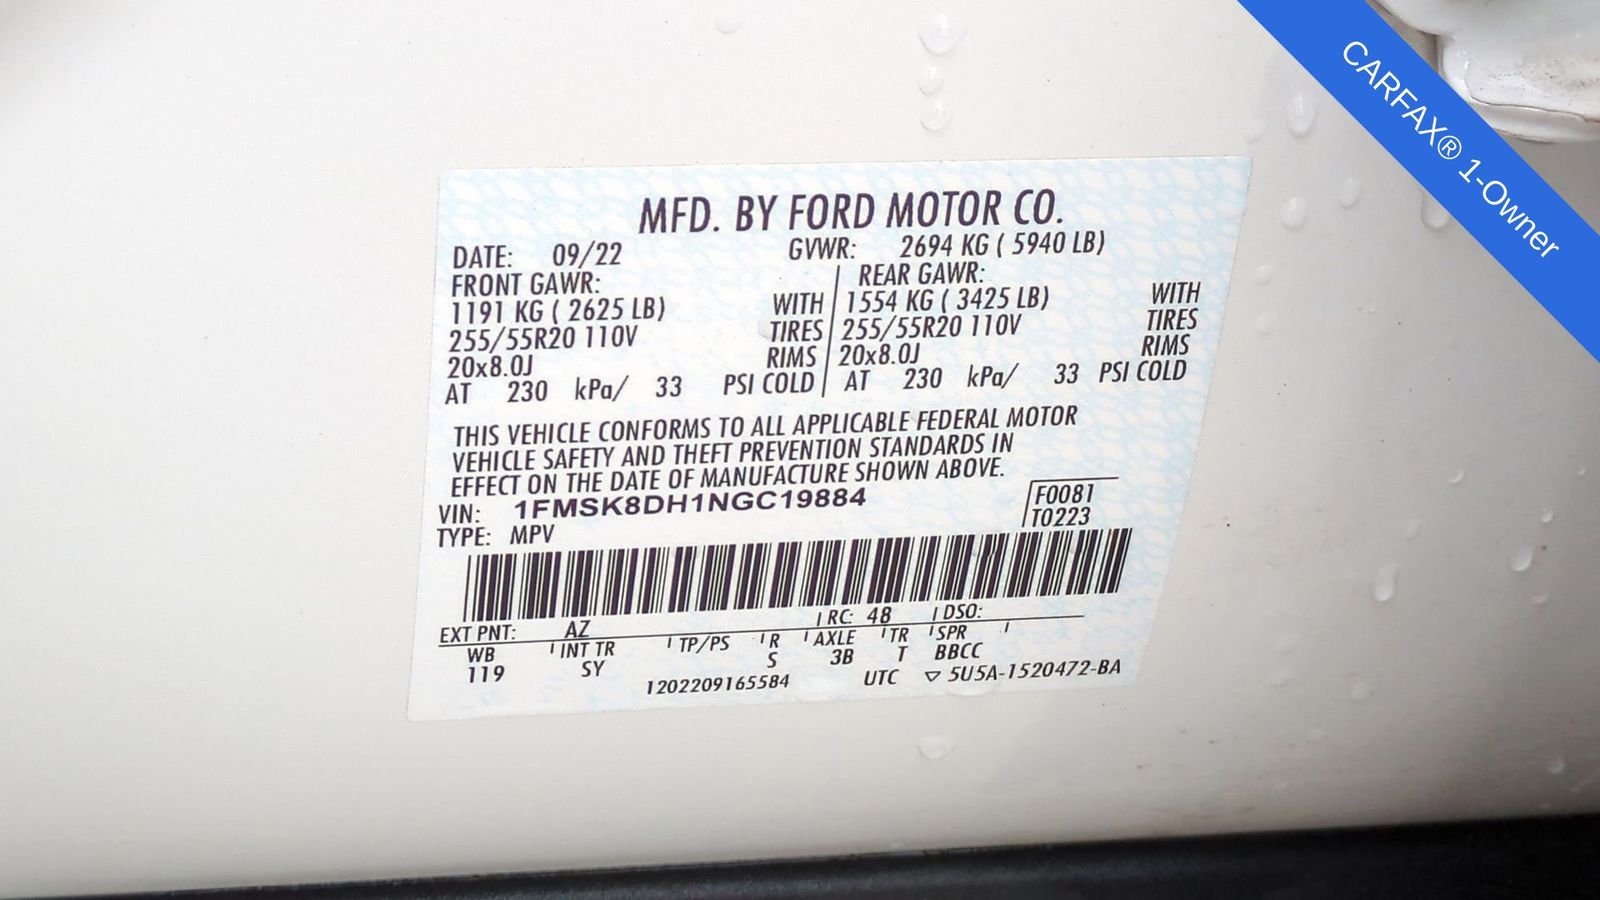 CARFAX® 1-Owner
MFD. BY FORD MOTOR CO.
DATE: 09/22 GVWR: 2694 KG ( 5940 LB)
FRONT GAWR: REAR GAWR:
1191 KG ( 2625 LB) WITH 1554 KG ( 3425 LB) WITH
255/55R20 110V TIRES 255/55R20 110V TIRES
20x8.0J RIMS 20x8.0J RIMS
AT 230 kPa/ 33 PSI COLD AT 230 kPa/ 33 PSI COLD
THIS VEHICLE CONFORMS TO ALL APPLICABLE FEDERAL MOTOR
VEHICLE SAFETY AND THEFT PREVENTION STANDARDS IN
EFFECT ON THE DATE OF MANUFACTURE SHOWN ABOVE.
VIN: 1FMSK8DH1NGC19884 F0081
TYPE: MPV T0223
EXT PNT: AZ RC: 48 DSO:
WB INT TR TP/PS R AXLE TR SPR
119 SY S 3B T BBCC
1202209165584 UTC ▽ 5U5A-1520472-BA